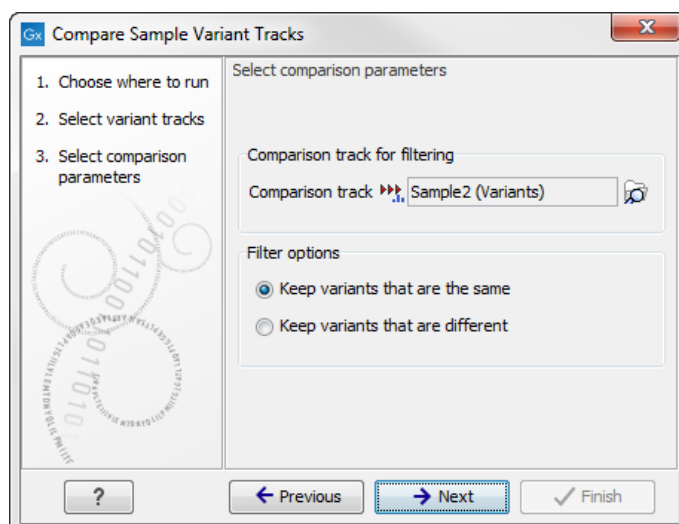 Gx Compare Sample Variant Tracks
1. Choose where to run
2. Select variant tracks
3. Select comparison
parameters
Select comparison parameters
Comparison track for filtering
Comparison track Sample2 (Variants)
Filter options
Keep variants that are the same
Keep variants that are different
? Previous Next Finish